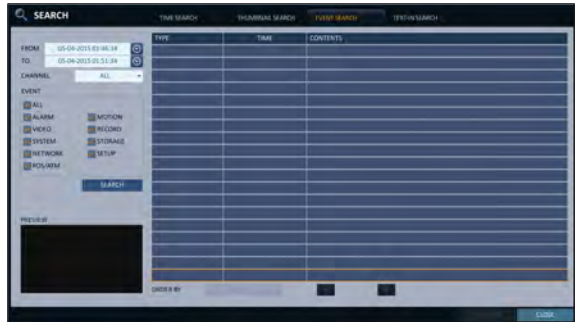 SEARCH
TIME SEARCH THUMBNAIL SEARCH EVENT SEARCH TEXT-IN SEARCH
TYPE TIME CONTENTS
FROM
TO
CHANNEL ALL
EVENT
ALL
ALARM MOTION
VIDEO RECORD
SYSTEM STORAGE
NETWORK SETUP
POS/ATM
SEARCH
PREVIEW
ORDER BY
CLOSE